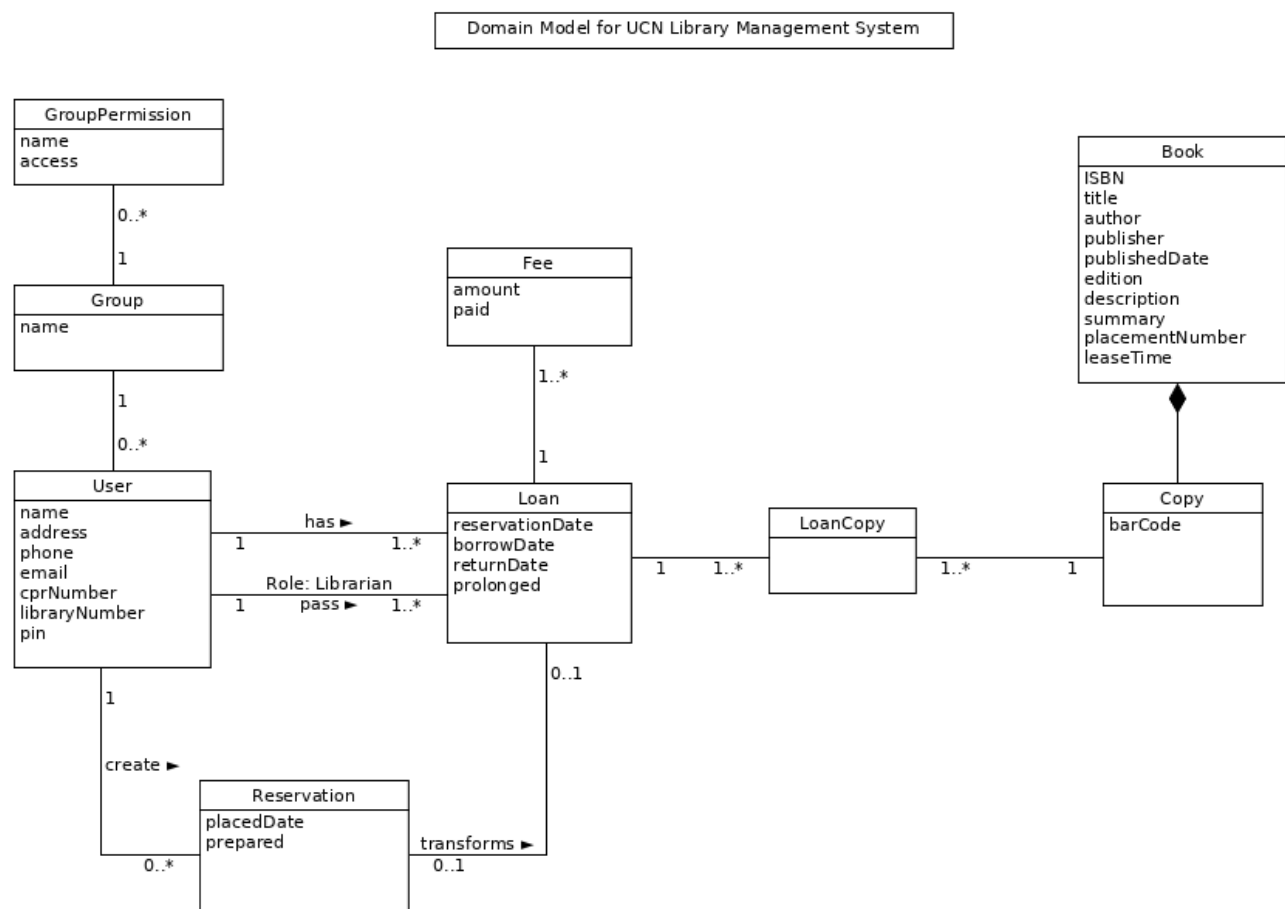 Domain Model for UCN Library Management System
GroupPermission
name
access
0..*
1
Group
name
1
0..*
User
name
address
phone
email
cprNumber
libraryNumber
pin
has ►
1
1..*
Role: Librarian
1
pass ►
1..*
1
create ►
0..*
Reservation
placedDate
prepared
transforms ►
0..1
0..1
Fee
amount
paid
1..*
1
Loan
reservationDate
borrowDate
returnDate
prolonged
1
1..*
LoanCopy
1..*
1
Book
ISBN
title
author
publisher
publishedDate
edition
description
summary
placementNumber
leaseTime
Copy
barCode